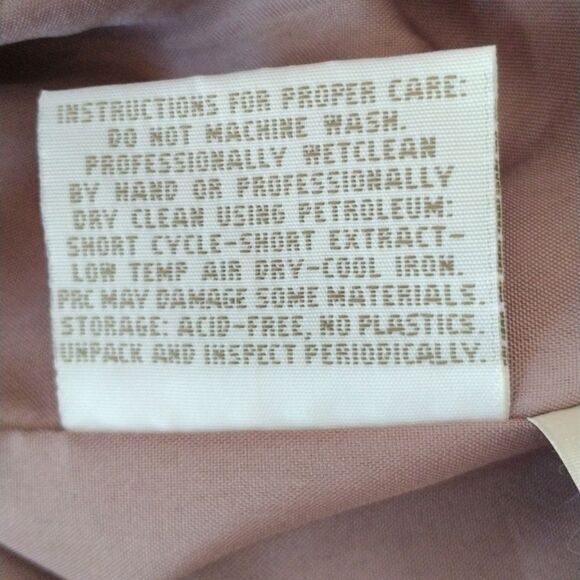 INSTRUCTIONS FOR PROPER CARE:
DO NOT MACHINE WASH.
PROFESSIONALLY WETCLEAN
BY HAND OR PROFESSIONALLY
DRY CLEAN USING PETROLEUM:
SHORT CYCLE-SHORT EXTRACT-
LOW TEMP AIR DRY-COOL IRON.
PRC MAY DAMAGE SOME MATERIALS.
STORAGE: ACID-FREE, NO PLASTICS.
UNPACK AND INSPECT PERIODICALLY.